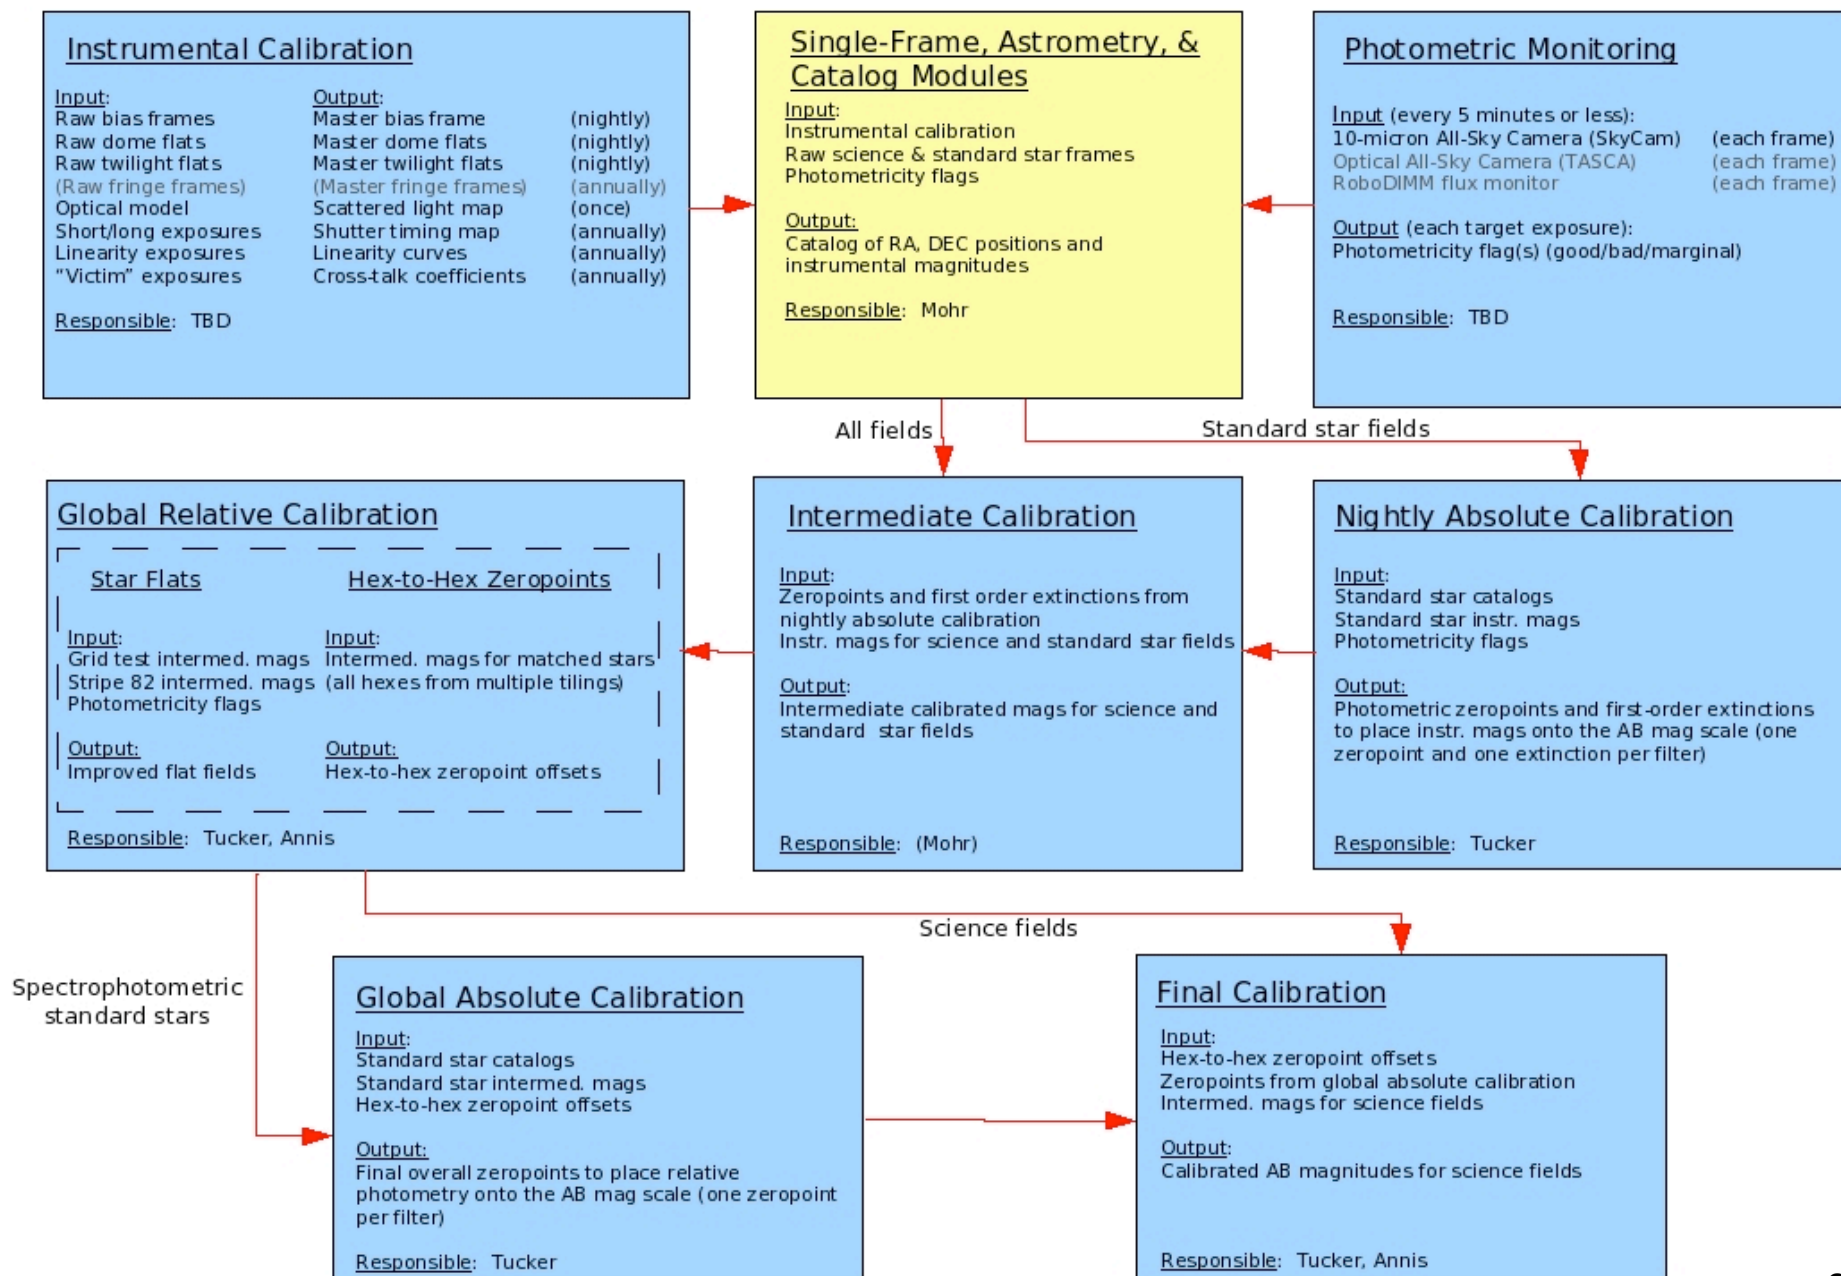 Instrumental Calibration
Input: Output:
Raw bias frames Master bias frame (nightly)
Raw dome flats Master dome flats (nightly)
Raw twilight flats Master twilight flats (nightly)
(Raw fringe frames) (Master fringe frames) (annually)
Optical model Scattered light map (once)
Short/long exposures Shutter timing map (annually)
Linearity exposures Linearity curves (annually)
“Victim” exposures Cross-talk coefficients (annually)
Responsible: TBD
Single-Frame, Astrometry, &
Catalog Modules
Input:
Instrumental calibration
Raw science & standard star frames
Photometricity flags
Output:
Catalog of RA, DEC positions and
instrumental magnitudes
Responsible: Mohr
Photometric Monitoring
Input (every 5 minutes or less):
10-micron All-Sky Camera (SkyCam) (each frame)
Optical All-Sky Camera (TASCA) (each frame)
RoboDIMM flux monitor (each frame)
Output (each target exposure):
Photometricity flag(s) (good/bad/marginal)
Responsible: TBD
All fields
Standard star fields
Global Relative Calibration
Star Flats
Input:
Grid test intermed. mags
Stripe 82 intermed. mags
Photometricity flags
Output:
Improved flat fields
Hex-to-Hex Zeropoints
Input:
Intermed. mags for matched stars
(all hexes from multiple tilings)
Output:
Hex-to-hex zeropoint offsets
Responsible: Tucker, Annis
Intermediate Calibration
Input:
Zeropoints and first order extinctions from
nightly absolute calibration
Instr. mags for science and standard star fields
Output:
Intermediate calibrated mags for science and
standard star fields
Responsible: (Mohr)
Nightly Absolute Calibration
Input:
Standard star catalogs
Standard star instr. mags
Photometricity flags
Output:
Photometric zeropoints and first-order extinctions
to place instr. mags onto the AB mag scale (one
zeropoint and one extinction per filter)
Responsible: Tucker
Science fields
Spectrophotometric
standard stars
Global Absolute Calibration
Input:
Standard star catalogs
Standard star intermed. mags
Hex-to-hex zeropoint offsets
Output:
Final overall zeropoints to place relative
photometry onto the AB mag scale (one zeropoint
per filter)
Responsible: Tucker
Final Calibration
Input:
Hex-to-hex zeropoint offsets
Zeropoints from global absolute calibration
Intermed. mags for science fields
Output:
Calibrated AB magnitudes for science fields
Responsible: Tucker, Annis